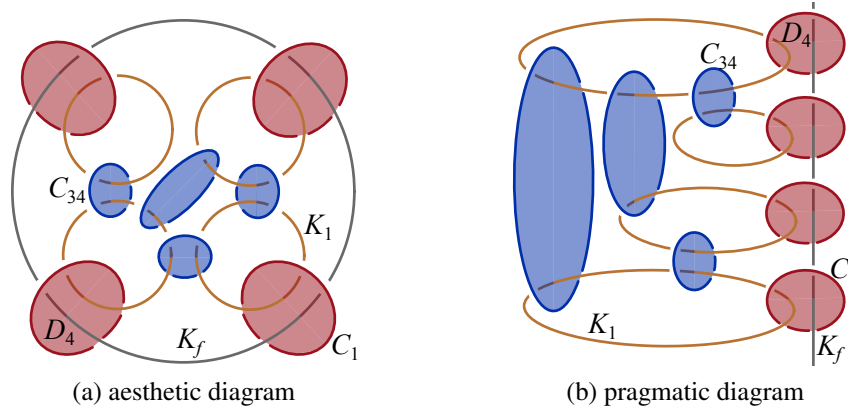 D4
C34
C34
K1
D4
Kf
C1
K1
C
Kf
(a) aesthetic diagram
(b) pragmatic diagram